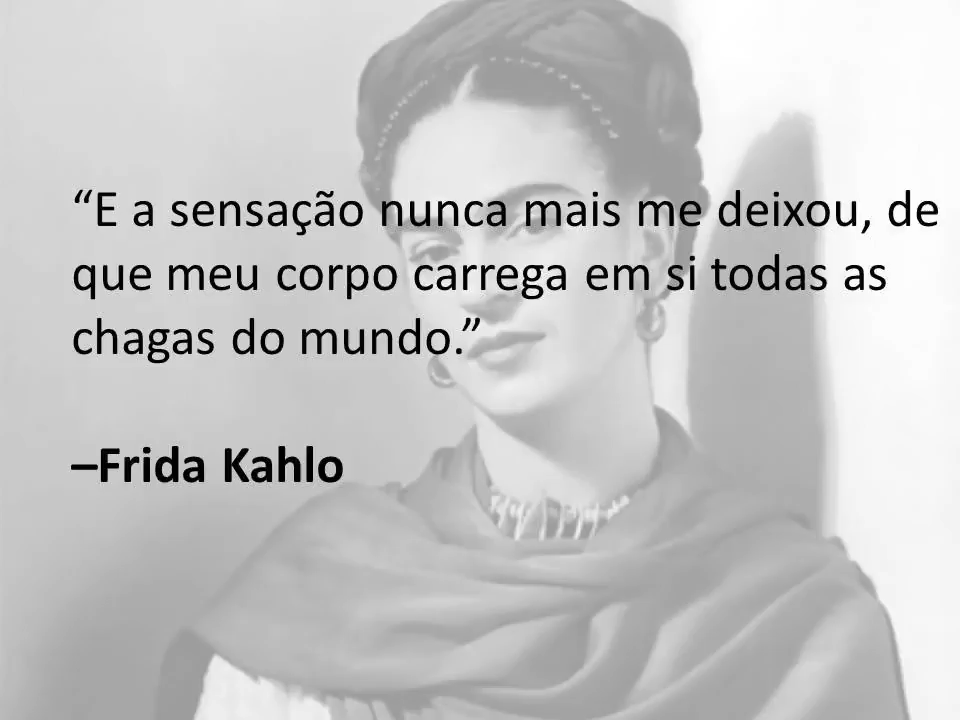 “E a sensação nunca mais me deixou, de
que meu corpo carrega em si todas as
chagas do mundo.”
–Frida Kahlo